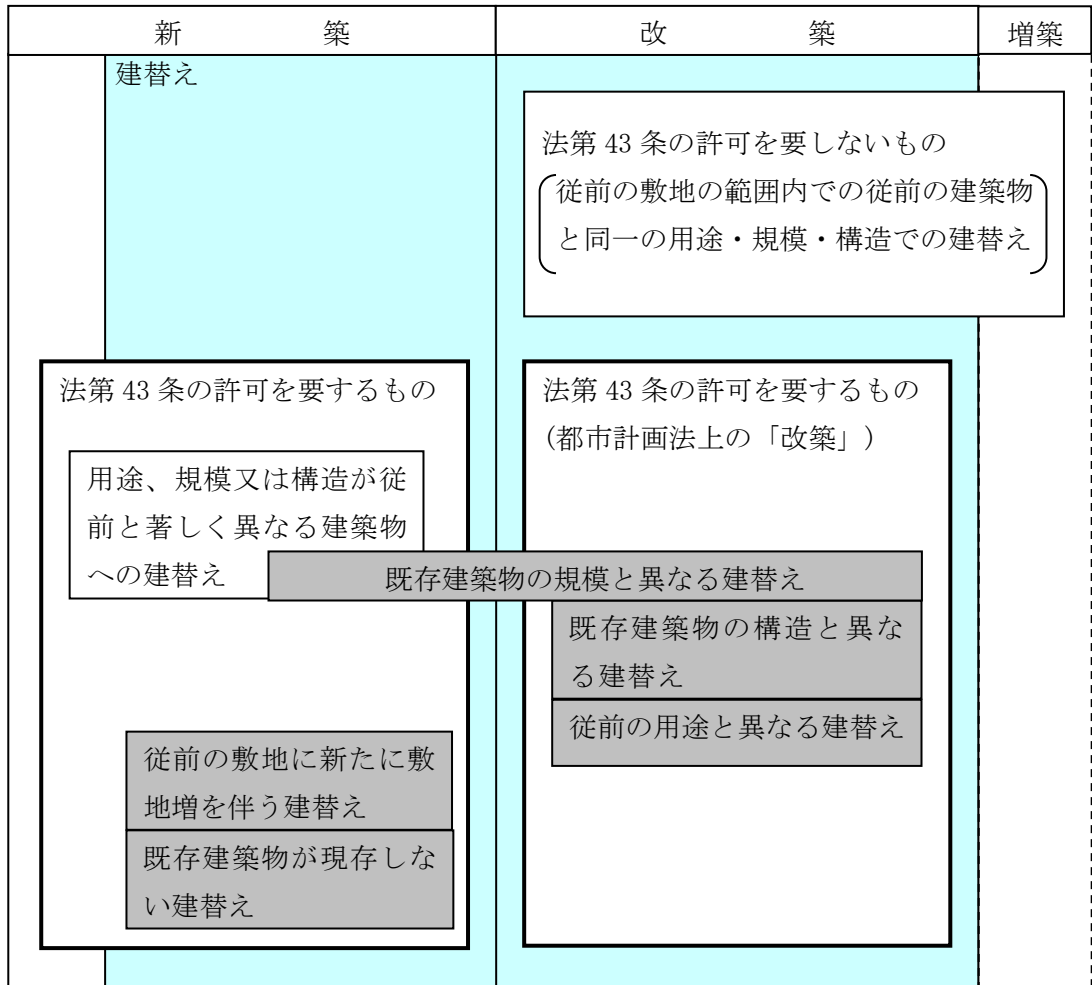 新築
改築
増築
建替え
法第 43 条の許可を要しないもの
従前の敷地の範囲内での従前の建築物
と同一の用途・規模・構造での建替え
法第 43 条の許可を要するもの
用途、規模又は構造が従
前と著しく異なる建築物
への建替え
法第 43 条の許可を要するもの
(都市計画法上の「改築」)
既存建築物の規模と異なる建替え
既存建築物の構造と異な
る建替え
従前の用途と異なる建替え
従前の敷地に新たに敷
地増を伴う建替え
既存建築物が現存しな
い建替え